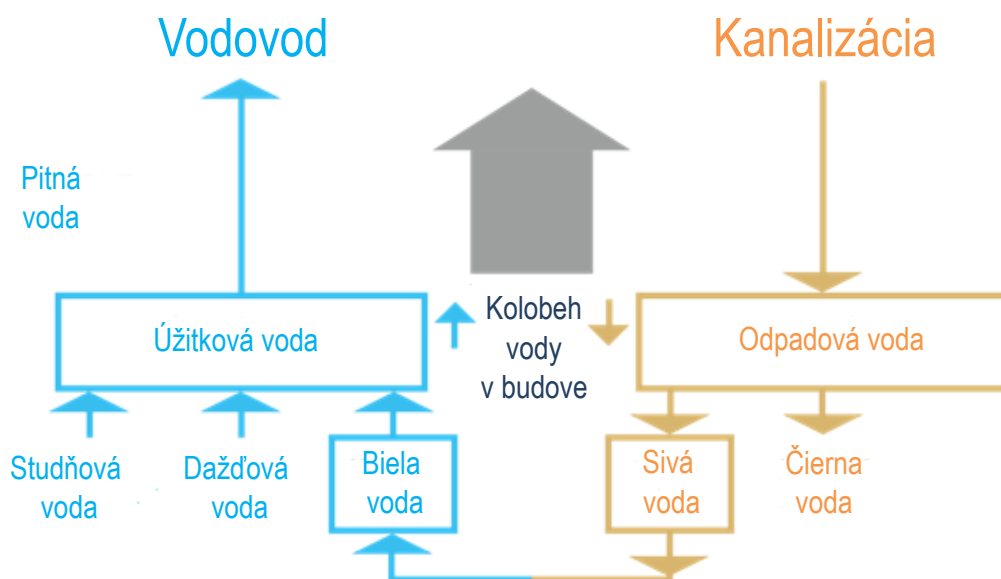 Vodovod
Kanalizácia
Pitná
voda
Úžitková voda
Kolobeh
vody
v budove
Odpadová voda
Studňová
voda
Dažďová
voda
Biela
voda
Sivá
voda
Čierna
voda